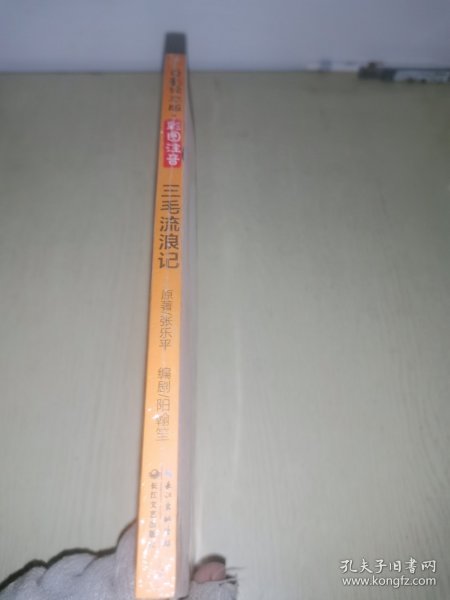 彩图注音
三毛流浪记
原著/张乐平
编剧/阳翰笙
长江文艺出版
孔夫子旧书网
www.kongfz.com